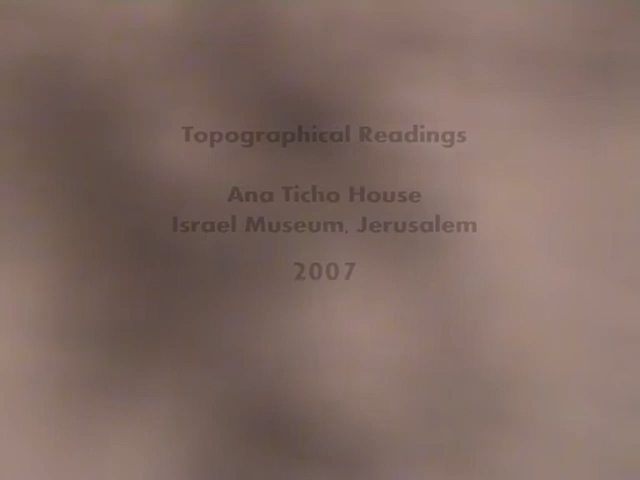 Topographical Readings
Ana Ticho House
Israel Museum, Jerusalem
2007